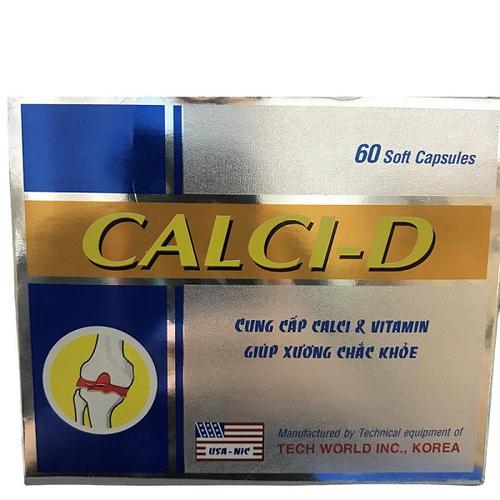 60 Soft Capsules
CALCI-D
CUNG CẤP CALCI & VITAMIN
GIÚP XƯƠNG CHẮC KHỎE
Manufactured by Technical equipment of
USA-NIC
TECH WORLD INC., KOREA